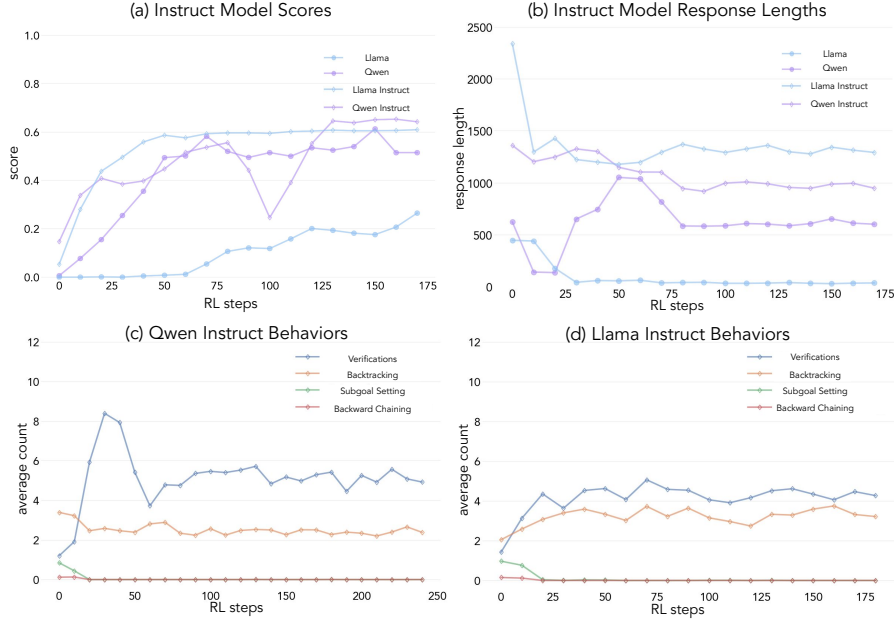 (a) Instruct Model Scores
1.0
0.8
0.6
0.4
0.2
0.0
score
Llama
Qwen
Llama Instruct
Qwen Instruct
0 25 50 75 100 125 150 175
RL steps
(b) Instruct Model Response Lengths
2500
2000
1500
1000
500
0
response length
Llama
Qwen
Llama Instruct
Qwen Instruct
0 25 50 75 100 125 150 175
RL steps
(c) Qwen Instruct Behaviors
12
10
8
6
4
2
0
average count
Verifications
Backtracking
Subgoal Setting
Backward Chaining
0 50 100 150 200 250
RL steps
(d) Llama Instruct Behaviors
12
10
8
6
4
2
0
average count
Verifications
Backtracking
Subgoal Setting
Backward Chaining
0 25 50 75 100 125 150 175
RL steps